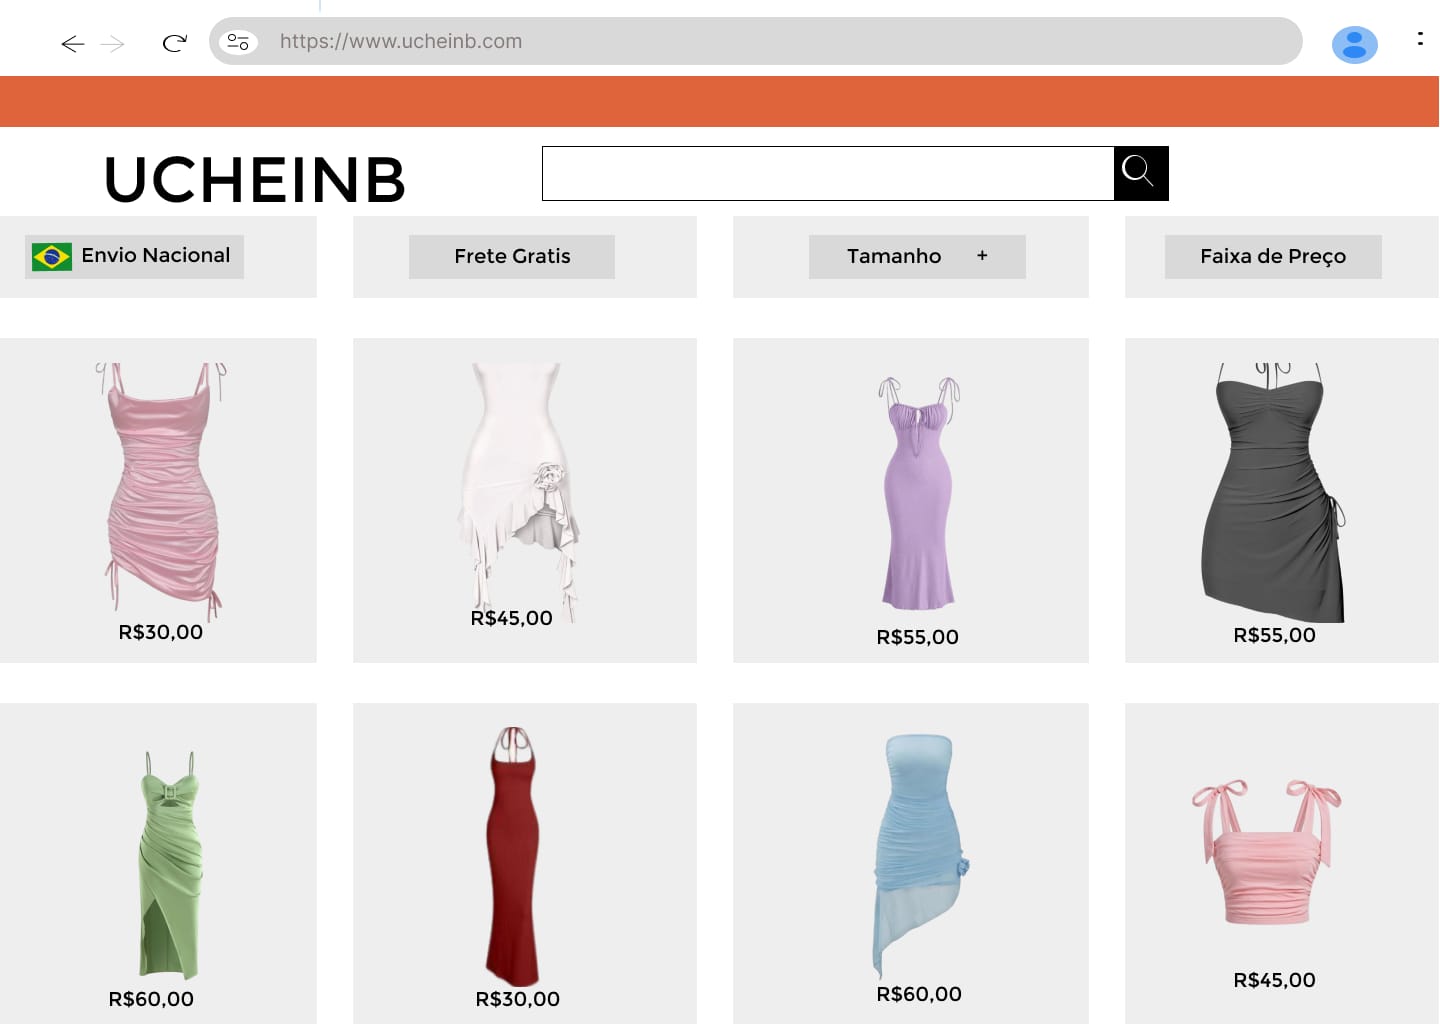 https://www.ucheinb.com
UCHEINB
Envio Nacional
Frete Gratis
Tamanho +
Faixa de Preço
R$30,00
R$45,00
R$55,00
R$55,00
R$60,00
R$30,00
R$60,00
R$45,00